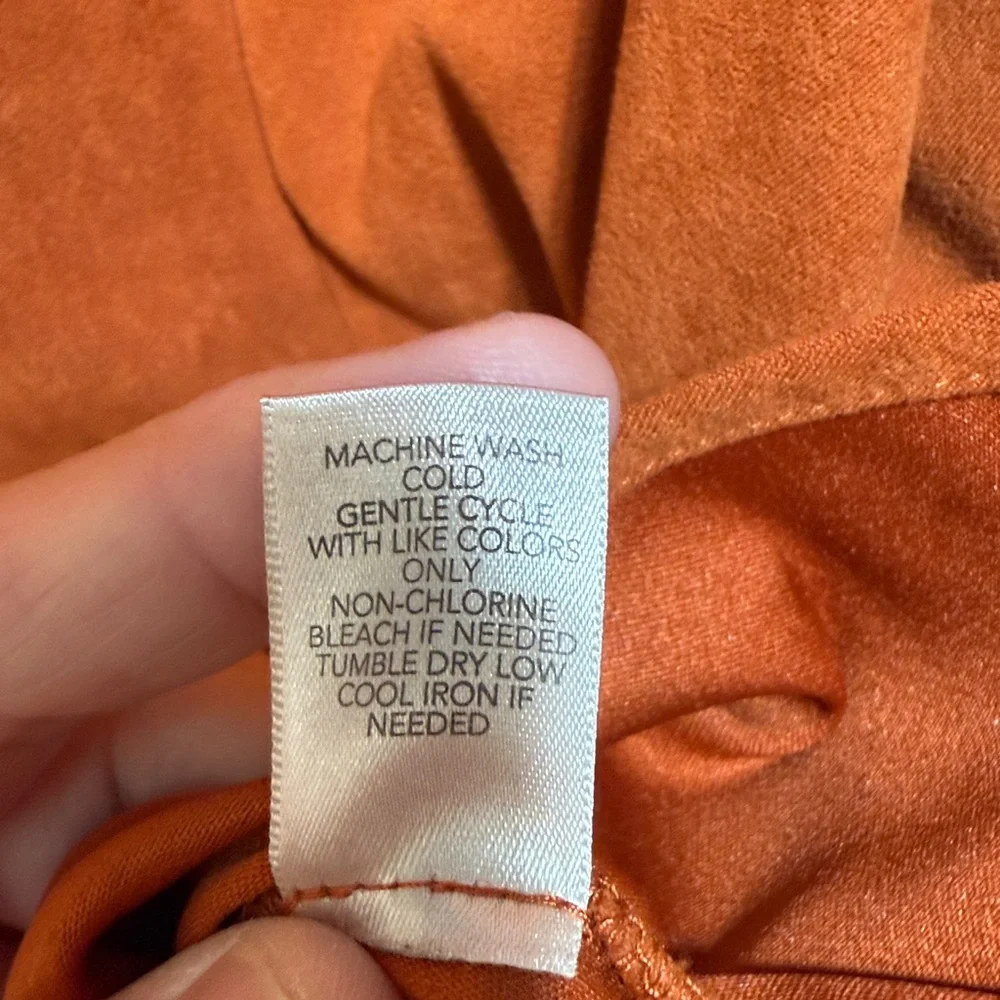 MACHINE WASH
COLD
GENTLE CYCLE
WITH LIKE COLORS
ONLY
NON-CHLORINE
BLEACH IF NEEDED
TUMBLE DRY LOW
COOL IRON IF
NEEDED